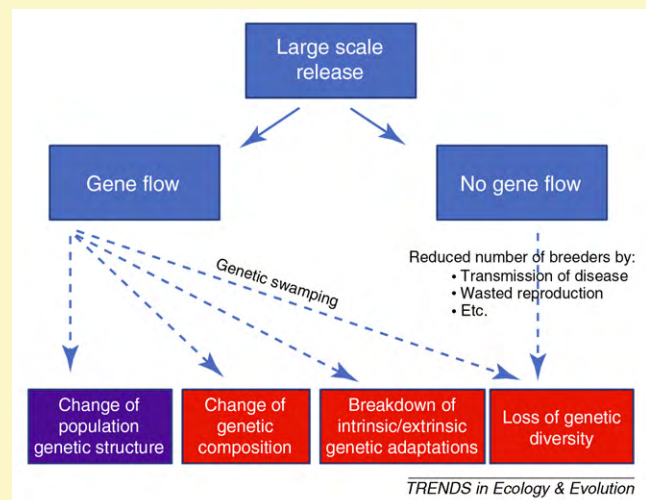 Large scale
release
Gene flow
No gene flow
Genetic swamping
Reduced number of breeders by:
• Transmission of disease
• Wasted reproduction
• Etc.
Change of
population
genetic structure
Change of
genetic
composition
Breakdown of
intrinsic/extrinsic
genetic adaptations
Loss of genetic
diversity
TRENDS in Ecology & Evolution